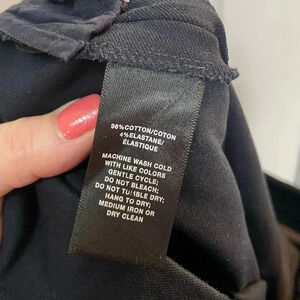 96%COTTON/COTON
4%ELASTANE/
ÉLASTIQUE
MACHINE WASH COLD
WITH LIKE COLORS
GENTLE CYCLE;
DO NOT BLEACH;
DO NOT TUMBLE DRY;
HANG TO DRY;
MEDIUM IRON OR
DRY CLEAN